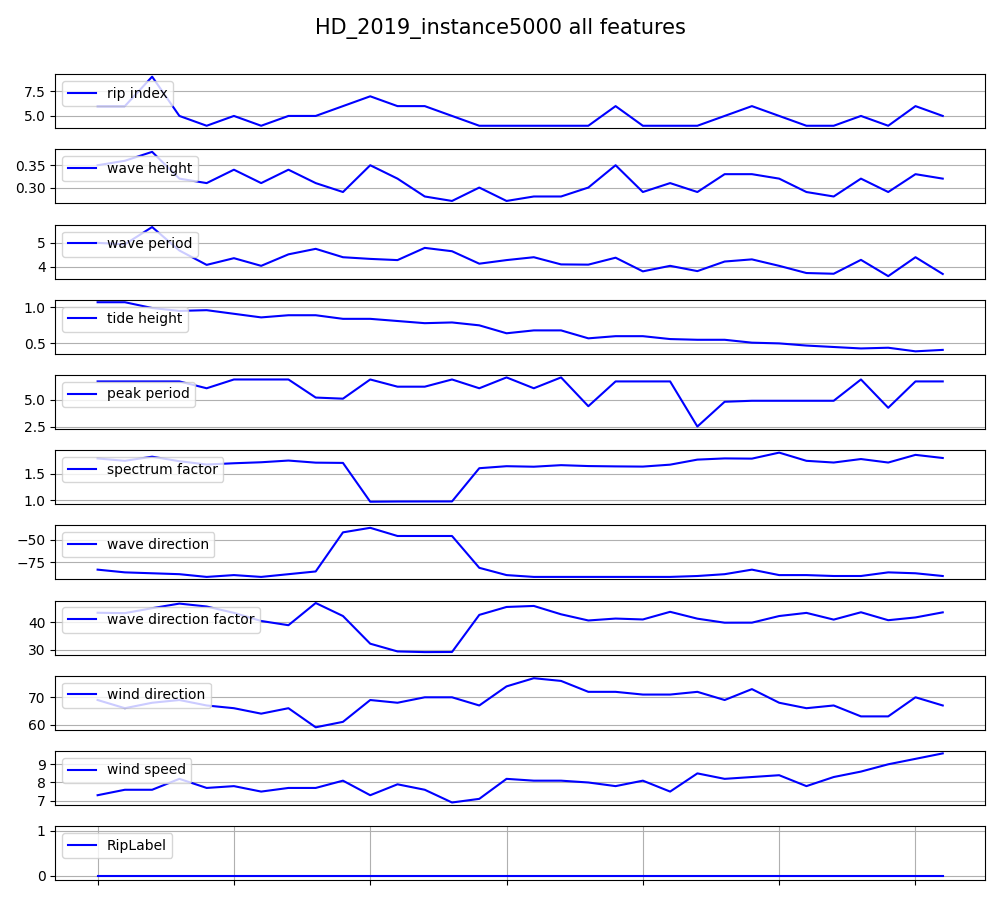 HD_2019_instance5000 all features
7.5
5.0
rip index
0.35
0.30
wave height
5
4
wave period
1.0
0.5
tide height
5.0
2.5
peak period
1.5
1.0
spectrum factor
−50
−75
wave direction
40
30
wave direction factor
70
60
wind direction
9
8
7
wind speed
1
0
RipLabel